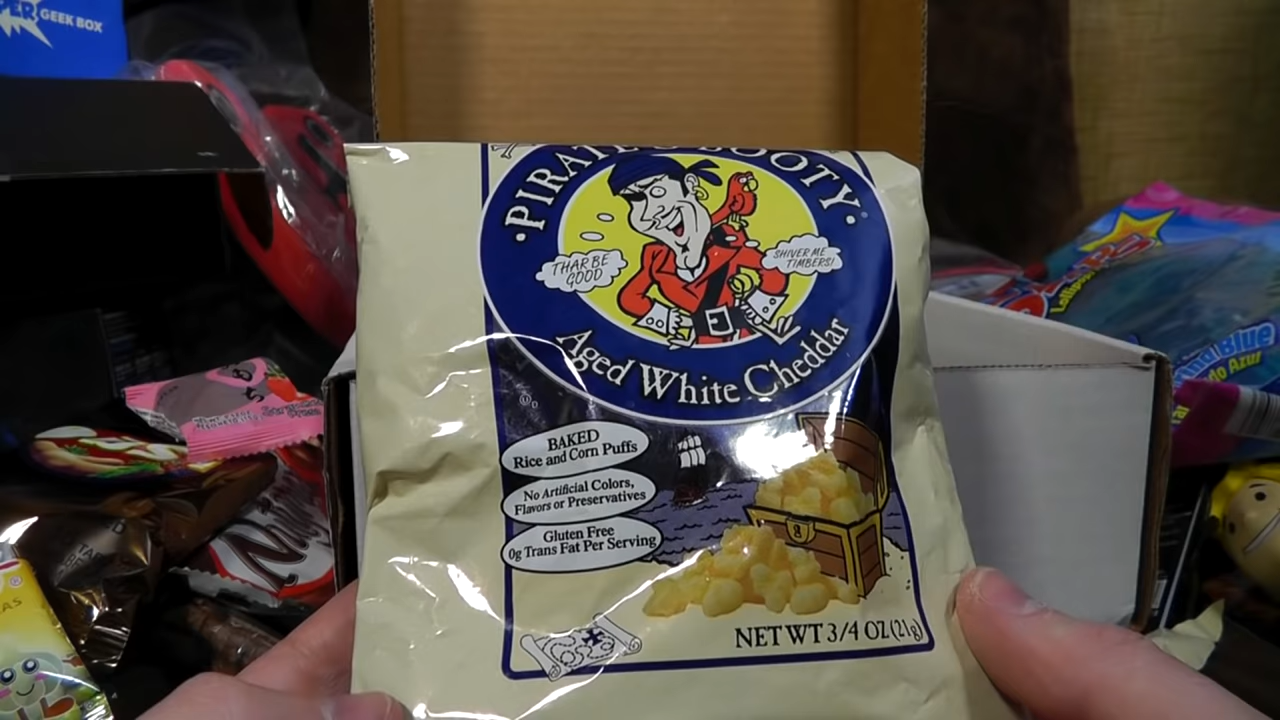 PER GEEK BOX
PIRATE'S BOOTY
THAR BE
GOOD
SHIVER ME
TIMBERS!
Aged White Cheddar
BAKED
Rice and Corn Puffs
No Artificial Colors,
Flavors or Preservatives
Gluten Free
0g Trans Fat Per Serving
NET WT 3/4 OZ (21g)